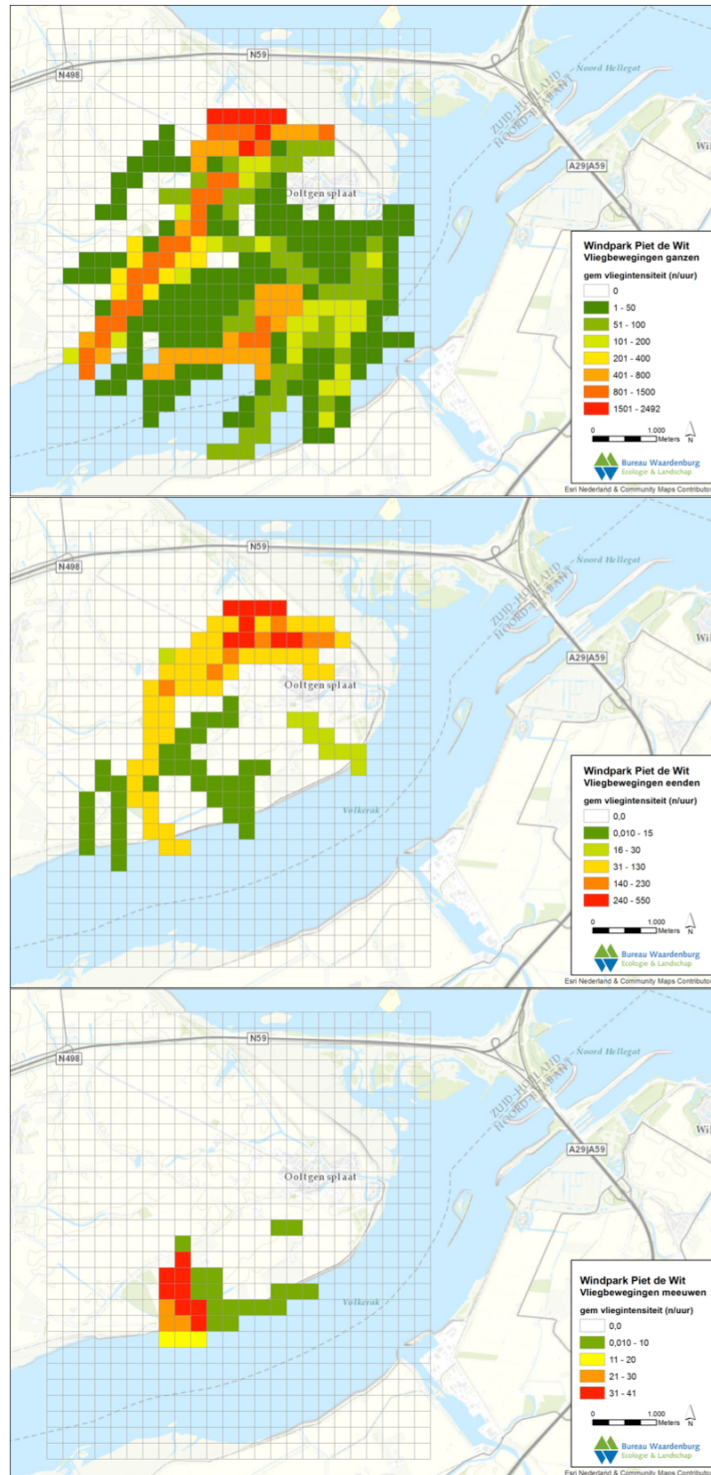 N59
N498
Noord Hellegat
ZUID-HOLLAND
NOORD-BRABANT
A29|A59
Wil
Ooltgensplaat
Windpark Piet de Wit
Vliegbewegingen ganzen
gem vliegintensiteit (n/uur)
0
1 - 50
51 - 100
101 - 200
201 - 400
401 - 800
801 - 1500
1501 - 2492
0 1.000
Meters
N
Bureau Waardenburg
Ecologie & Landschap
Esri Nederland & Community Maps Contributor
N59
N498
Noord Hellegat
ZUID-HOLLAND
NOORD-BRABANT
A29|A59
Wil
Ooltgensplaat
Volkerak
Windpark Piet de Wit
Vliegbewegingen eenden
gem vliegintensiteit (n/uur)
0,0
0,010 - 15
16 - 30
31 - 130
140 - 230
240 - 550
0 1.000
Meters
N
Bureau Waardenburg
Ecologie & Landschap
Esri Nederland & Community Maps Contributor
N59
N498
Noord Hellegat
ZUID-HOLLAND
NOORD-BRABANT
A29|A59
Wil
Ooltgensplaat
Volkerak
Windpark Piet de Wit
Vliegbewegingen meeuwen
gem vliegintensiteit (n/uur)
0,0
0,010 - 10
11 - 20
21 - 30
31 - 41
0 1.000
Meters
N
Bureau Waardenburg
Ecologie & Landschap
Esri Nederland & Community Maps Contributor